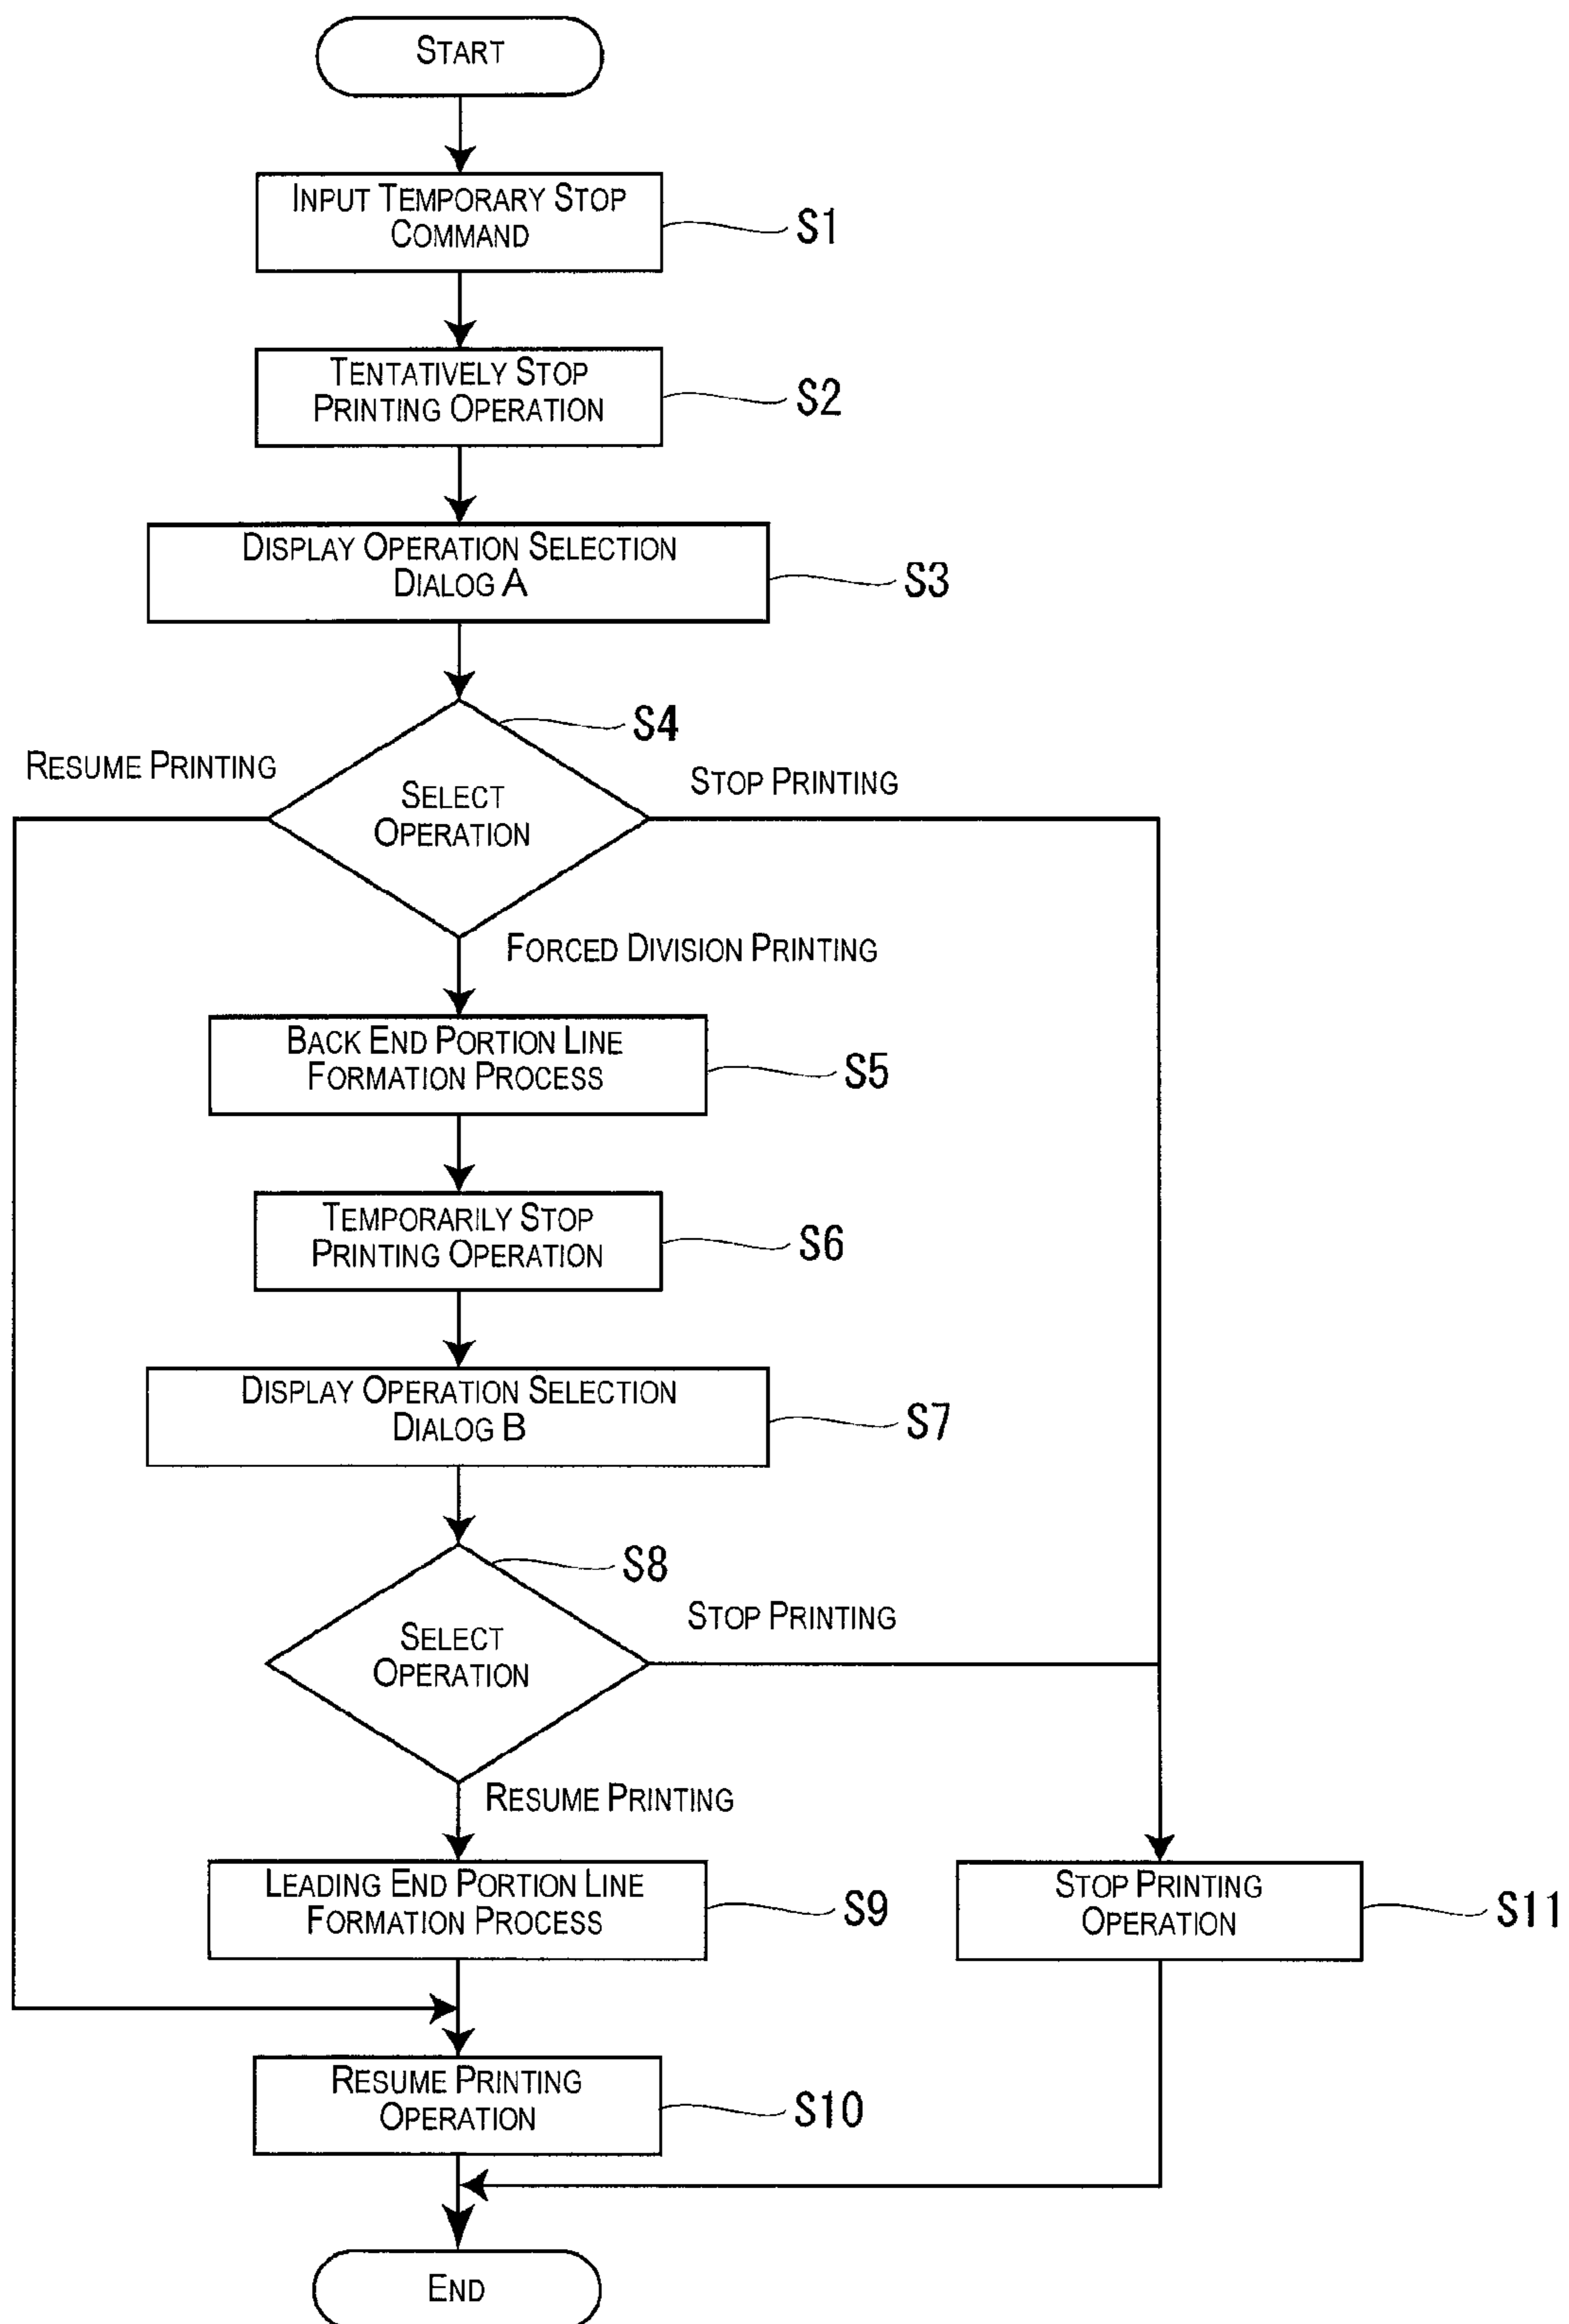 START
INPUT TEMPORARY STOP
COMMAND
S1
TENTATIVELY STOP
PRINTING OPERATION
S2
DISPLAY OPERATION SELECTION
DIALOG A
S3
S4
RESUME PRINTING
STOP PRINTING
SELECT
OPERATION
FORCED DIVISION PRINTING
BACK END PORTION LINE
FORMATION PROCESS
S5
TEMPORARILY STOP
PRINTING OPERATION
S6
DISPLAY OPERATION SELECTION
DIALOG B
S7
S8
STOP PRINTING
SELECT
OPERATION
RESUME PRINTING
LEADING END PORTION LINE
FORMATION PROCESS
S9
STOP PRINTING
OPERATION
S11
RESUME PRINTING
OPERATION
S10
END